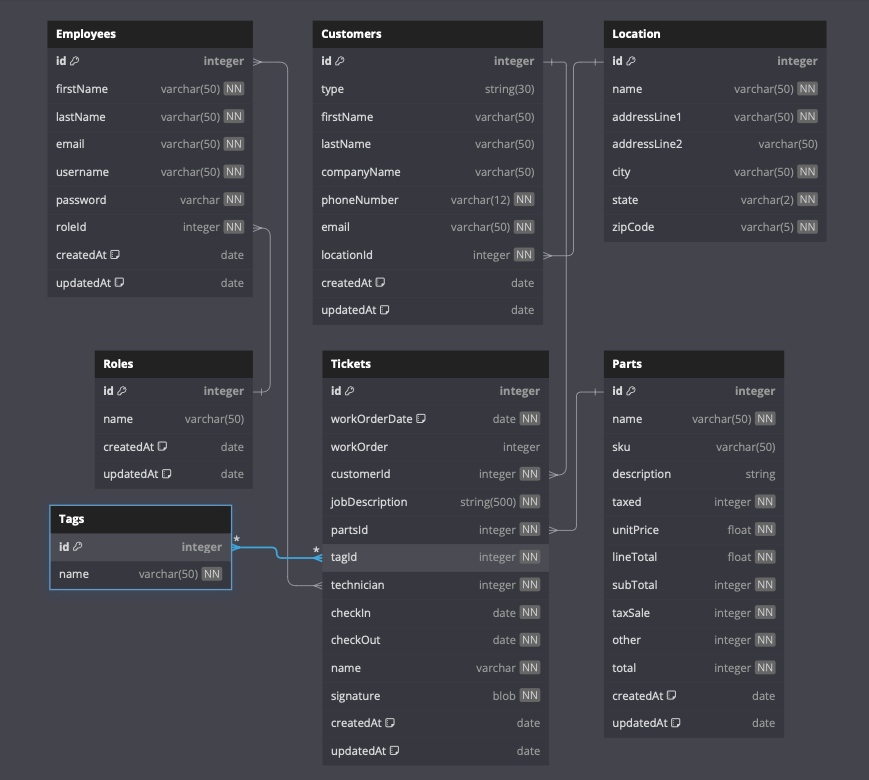 Employees
id integer
firstName varchar(50) NN
lastName varchar(50) NN
email varchar(50) NN
username varchar(50) NN
password varchar NN
roleId integer NN
createdAt date
updatedAt date
Customers
id integer
type string(30)
firstName varchar(50)
lastName varchar(50)
companyName varchar(50)
phoneNumber varchar(12) NN
email varchar(50) NN
locationId integer NN
createdAt date
updatedAt date
Location
id integer
name varchar(50) NN
addressLine1 varchar(50) NN
addressLine2 varchar(50)
city varchar(50) NN
state varchar(2) NN
zipCode varchar(5) NN
Roles
id integer
name varchar(50)
createdAt date
updatedAt date
Tags
id integer *
name varchar(50) NN
Tickets
id integer
workOrderDate date NN
workOrder integer
customerId integer NN
jobDescription string(500) NN
partsId integer NN
* tagId integer NN
technician integer NN
checkIn date NN
checkOut date NN
name varchar NN
signature blob NN
createdAt date
updatedAt date
Parts
id integer
name varchar(50) NN
sku varchar(50)
description string
taxed integer NN
unitPrice float NN
lineTotal float NN
subTotal integer NN
taxSale integer NN
other integer NN
total integer NN
createdAt date
updatedAt date